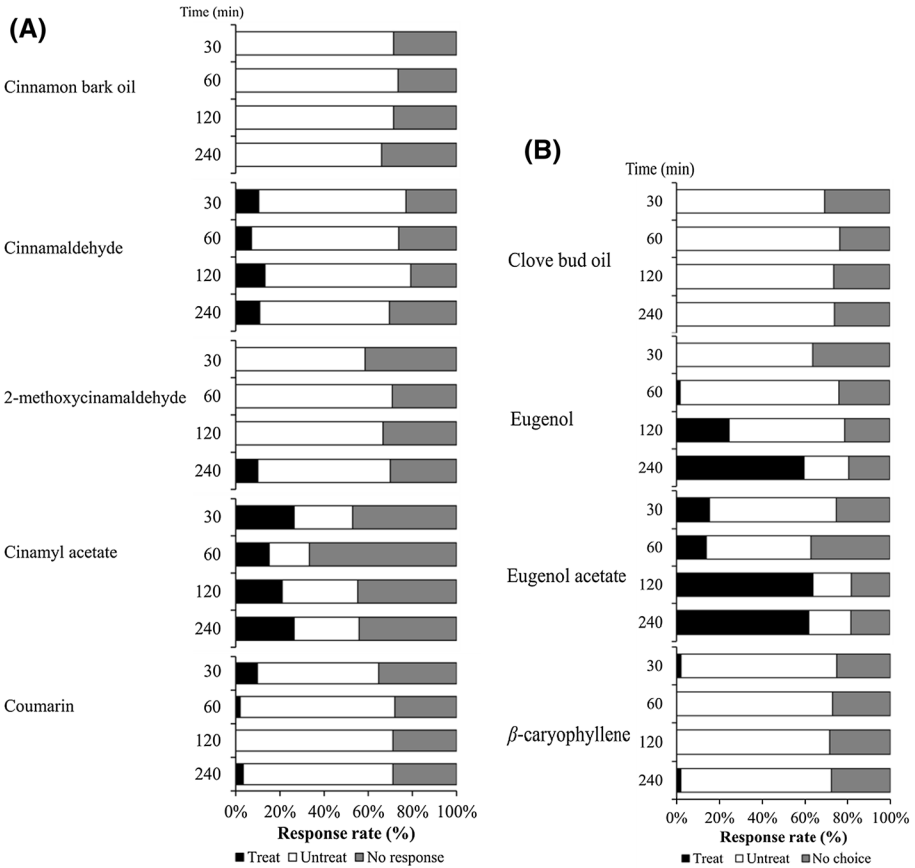 (A)
Time (min)
Cinnamon bark oil
30
60
120
240
Cinnamaldehyde
30
60
120
240
2-methoxycinamaldehyde
30
60
120
240
Cinamyl acetate
30
60
120
240
Coumarin
30
60
120
240
0% 20% 40% 60% 80% 100%
Response rate (%)
Treat Untreat No response
(B)
Time (min)
Clove bud oil
30
60
120
240
Eugenol
30
60
120
240
Eugenol acetate
30
60
120
240
β-caryophyllene
30
60
120
240
0% 20% 40% 60% 80% 100%
Response rate (%)
Treat Untreat No choice